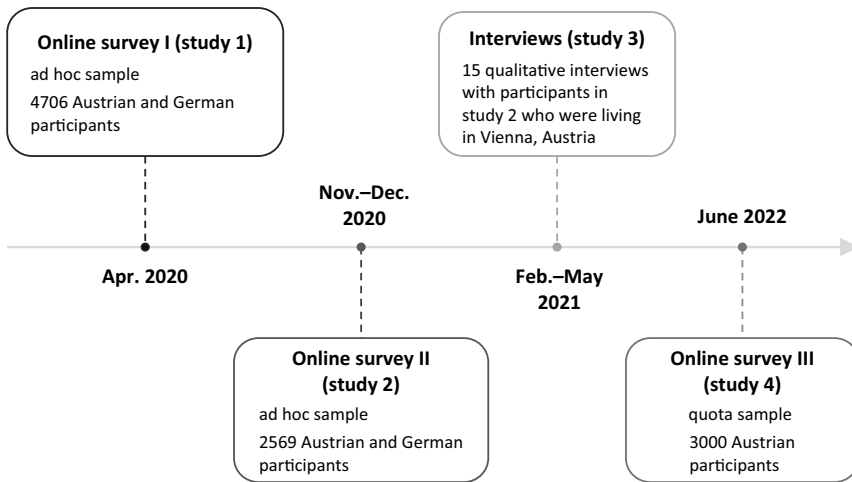 Online survey I (study 1)
ad hoc sample
4706 Austrian and German
participants
Interviews (study 3)
15 qualitative interviews
with participants in
study 2 who were living
in Vienna, Austria
Nov.–Dec.
2020
June 2022
Apr. 2020
Feb.–May
2021
Online survey II
(study 2)
ad hoc sample
2569 Austrian and German
participants
Online survey III
(study 4)
quota sample
3000 Austrian
participants